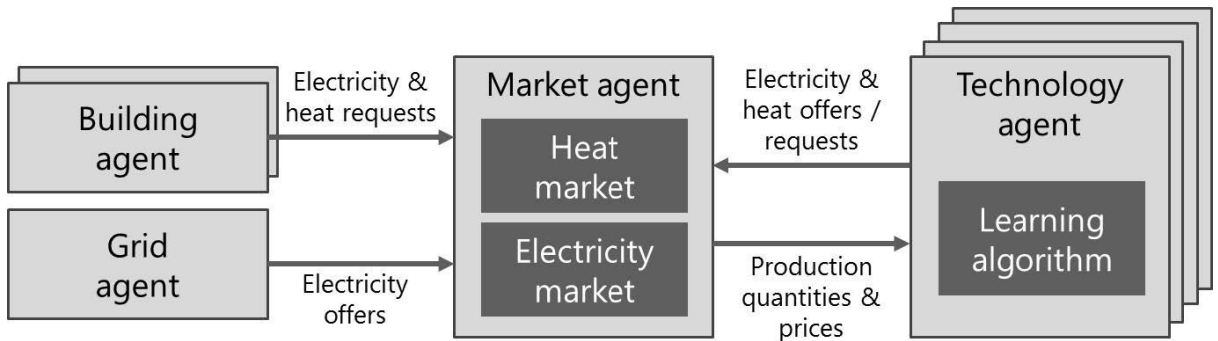 Building
agent
Electricity &
heat requests
Grid
agent
Electricity
offers
Market agent
Heat
market
Electricity
market
Electricity &
heat offers /
requests
Production
quantities &
prices
Technology
agent
Learning
algorithm